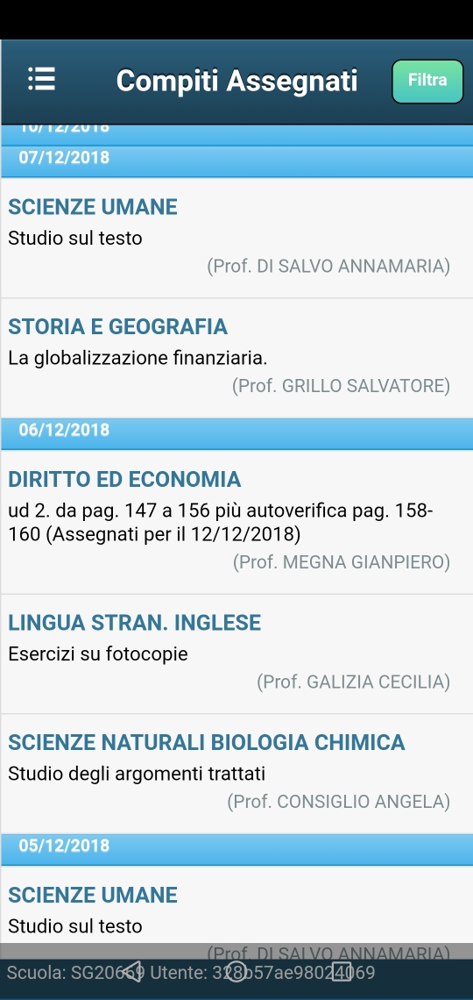 Compiti Assegnati
Filtra
10/12/2018
07/12/2018
SCIENZE UMANE
Studio sul testo
(Prof. DI SALVO ANNAMARIA)
STORIA E GEOGRAFIA
La globalizzazione finanziaria.
(Prof. GRILLO SALVATORE)
06/12/2018
DIRITTO ED ECONOMIA
ud 2. da pag. 147 a 156 più autoverifica pag. 158-
160 (Assegnati per il 12/12/2018)
(Prof. MEGNA GIANPIERO)
LINGUA STRAN. INGLESE
Esercizi su fotocopie
(Prof. GALIZIA CECILIA)
SCIENZE NATURALI BIOLOGIA CHIMICA
Studio degli argomenti trattati
(Prof. CONSIGLIO ANGELA)
05/12/2018
SCIENZE UMANE
Studio sul testo
(Prof. DI SALVO ANNAMARIA)
Scuola: Utente: